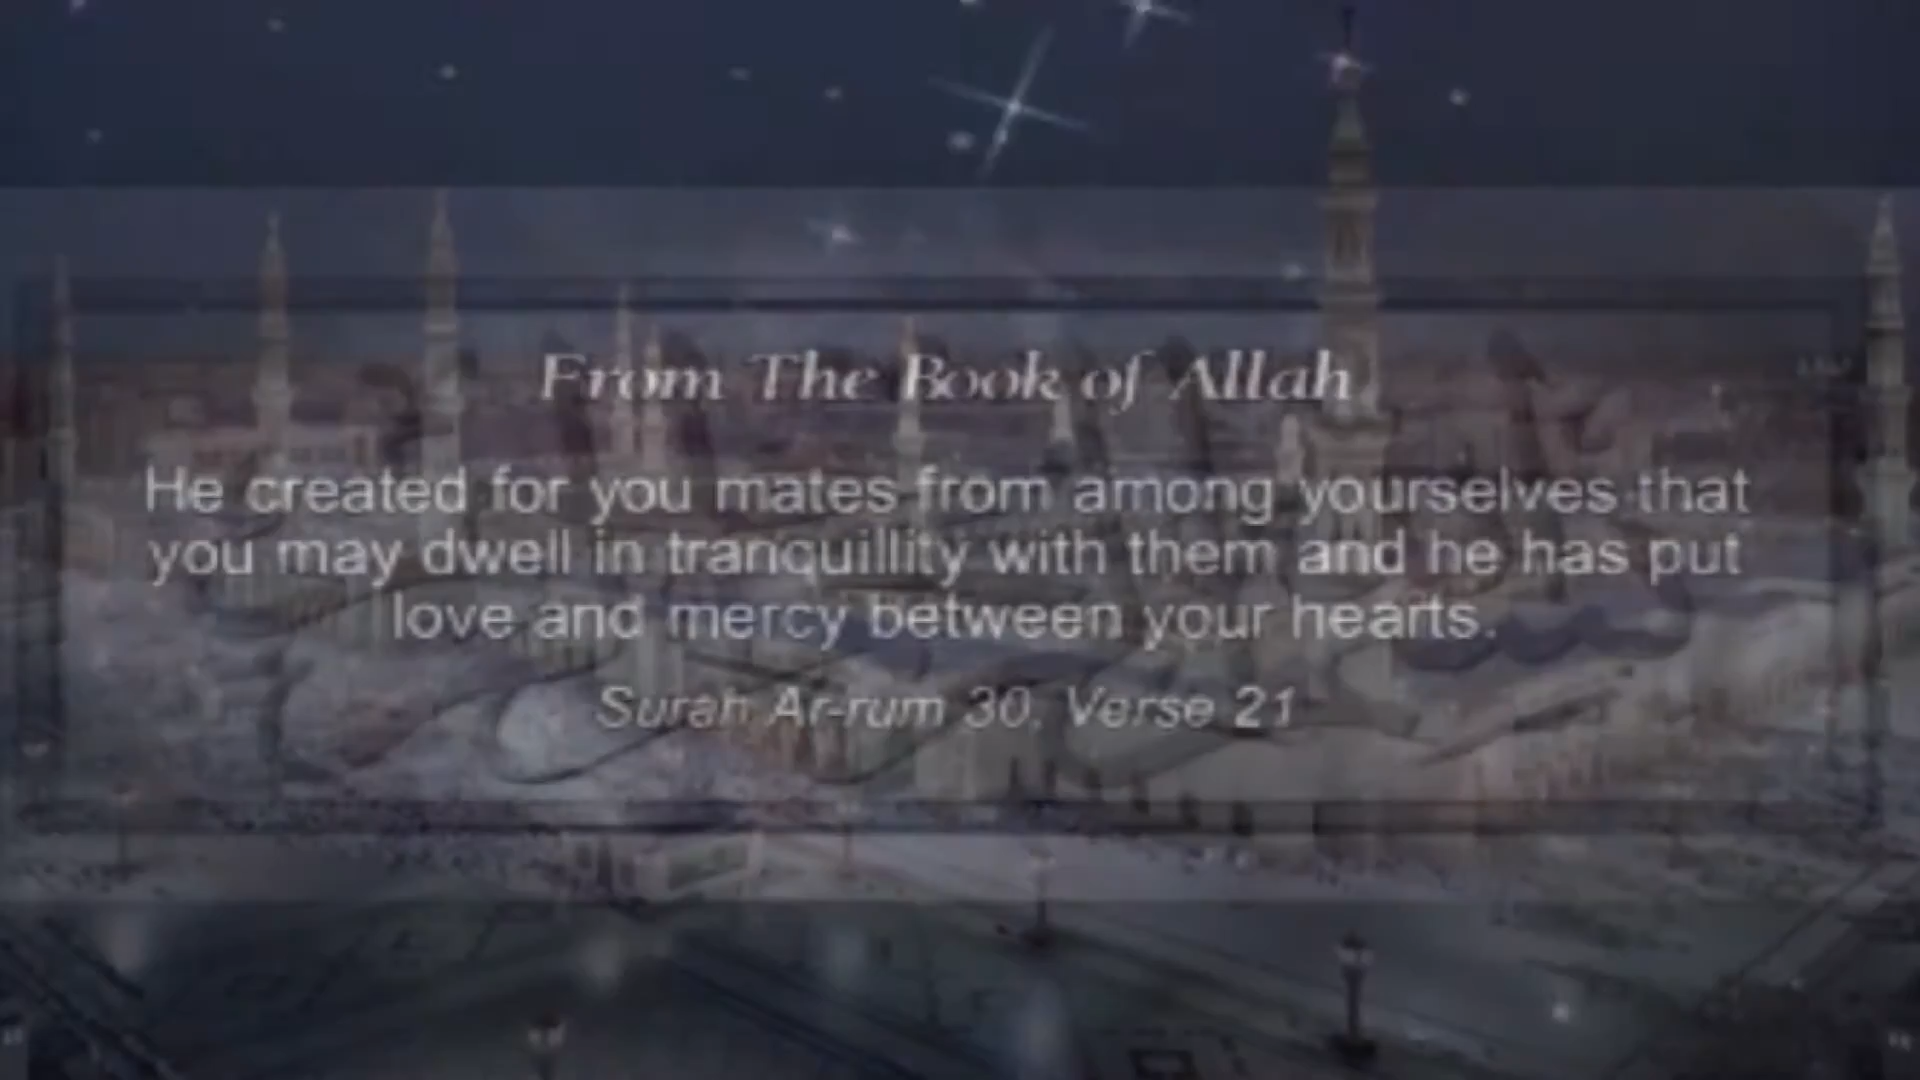 From The Book of Allah
He created for you mates from among yourselves that
you may dwell in tranquillity with them and he has put
love and mercy between your hearts.
Surah Ar-rum 30, Verse 21